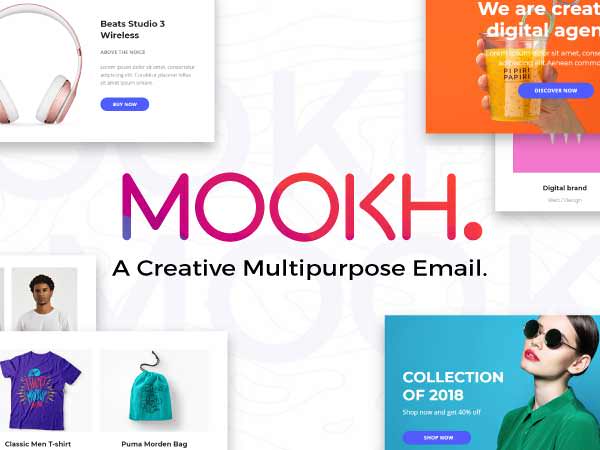 Beats Studio 3
Wireless
ABOVE THE NOICE
Lorem ipsum dolor sit amet, consectetur
adipiscing elit. Curabitur placerat tellus
sit amet ipsum ornare.
BUY NOW
We are creat
digital agen
Lorem ipsum dolor sit amet, conse
adipiscing elit Aenean commo
PIPIRI
PAPIRI
DISCOVER NOW
Digital brand
Web / Design
MOOKH.
A Creative Multipurpose Email.
Classic Men T-shirt
Puma Morden Bag
COLLECTION
OF 2018
Shop now and get 40% off
SHOP NOW